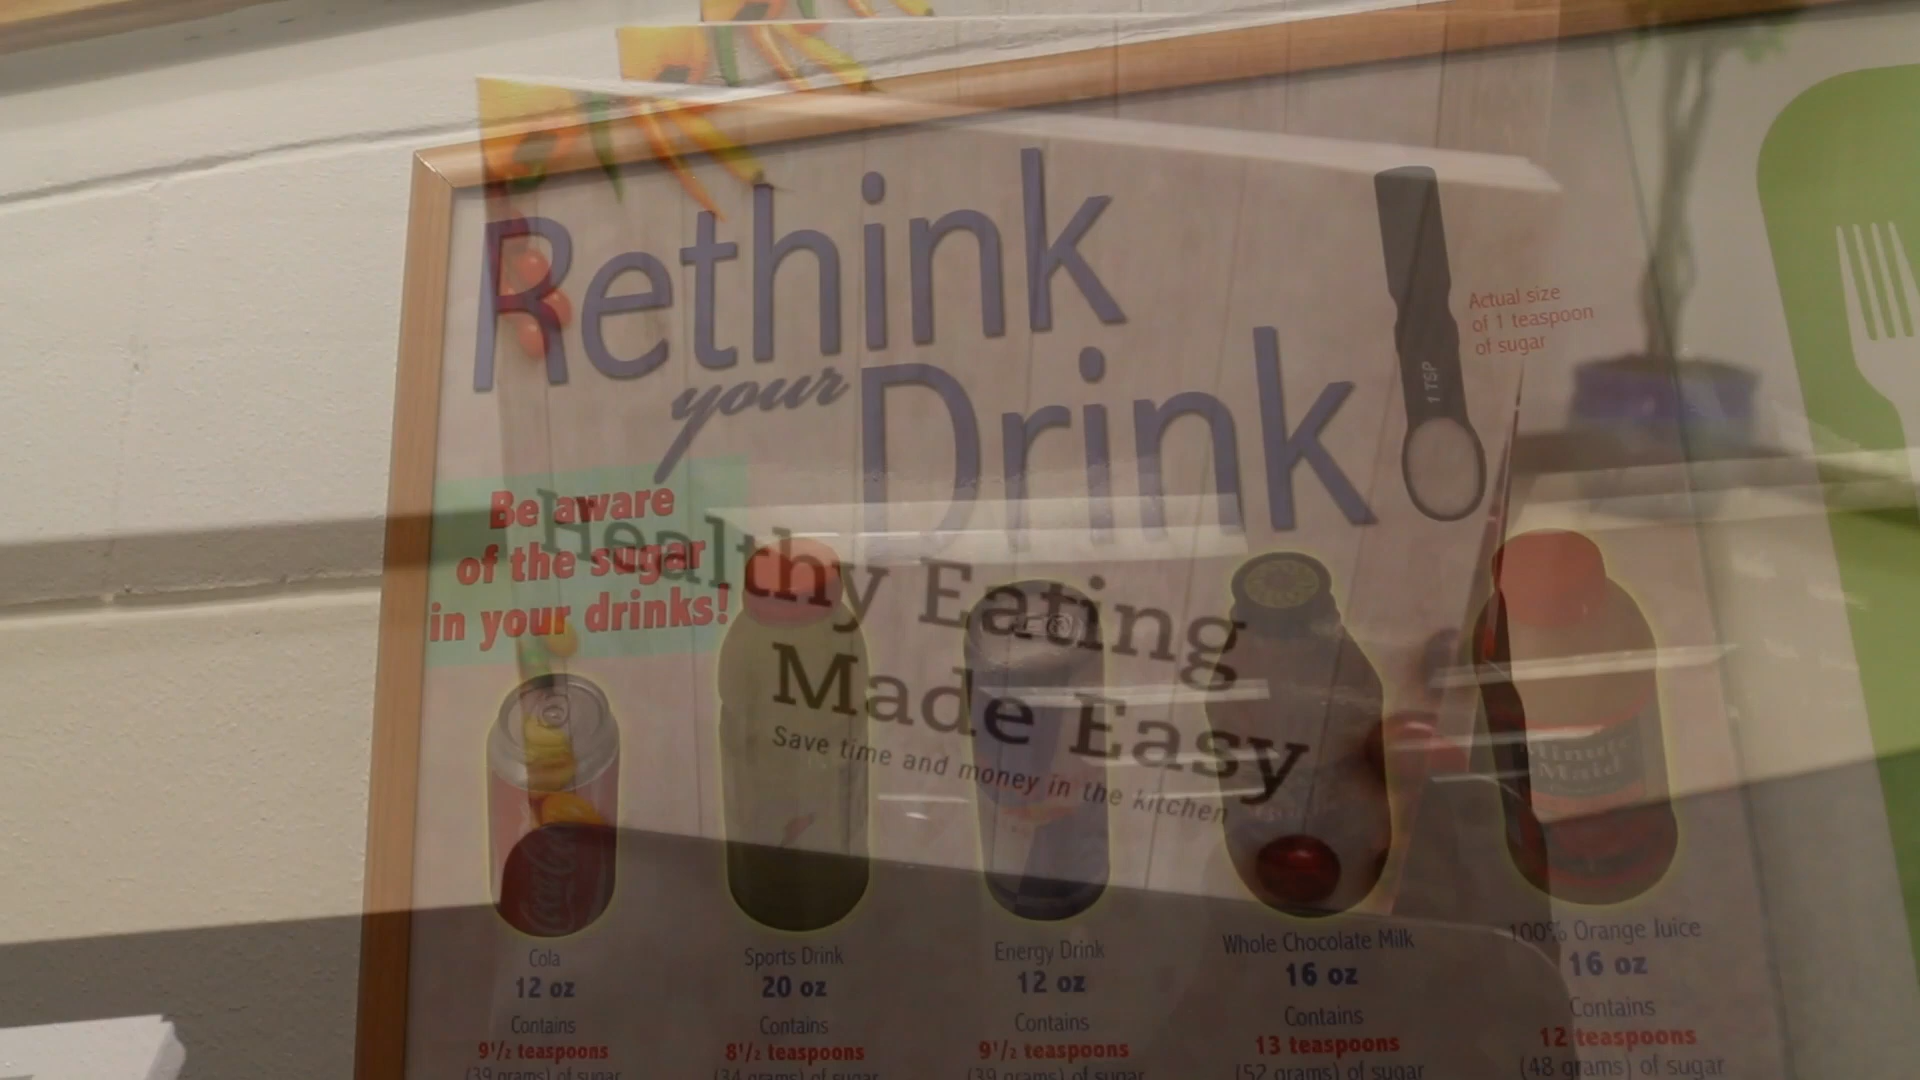 Rethink
your
Drink
1 TSP
Actual size
of 1 teaspoon
of sugar
Be aware
of the sugar
in your drinks!
Healthy Eating
Made Easy
Save time and money in the kitchen
Minute
Maid
Cola
12 oz
Contains
9 1/2 teaspoons
(39 grams) of sugar
Sports Drink
20 oz
Contains
8 1/2 teaspoons
(34 grams) of sugar
Energy Drink
12 oz
Contains
9 1/2 teaspoons
(39 grams) of sugar
Whole Chocolate Milk
16 oz
Contains
13 teaspoons
(52 grams) of sugar
100% Orange Juice
16 oz
Contains
12 teaspoons
(48 grams) of sugar